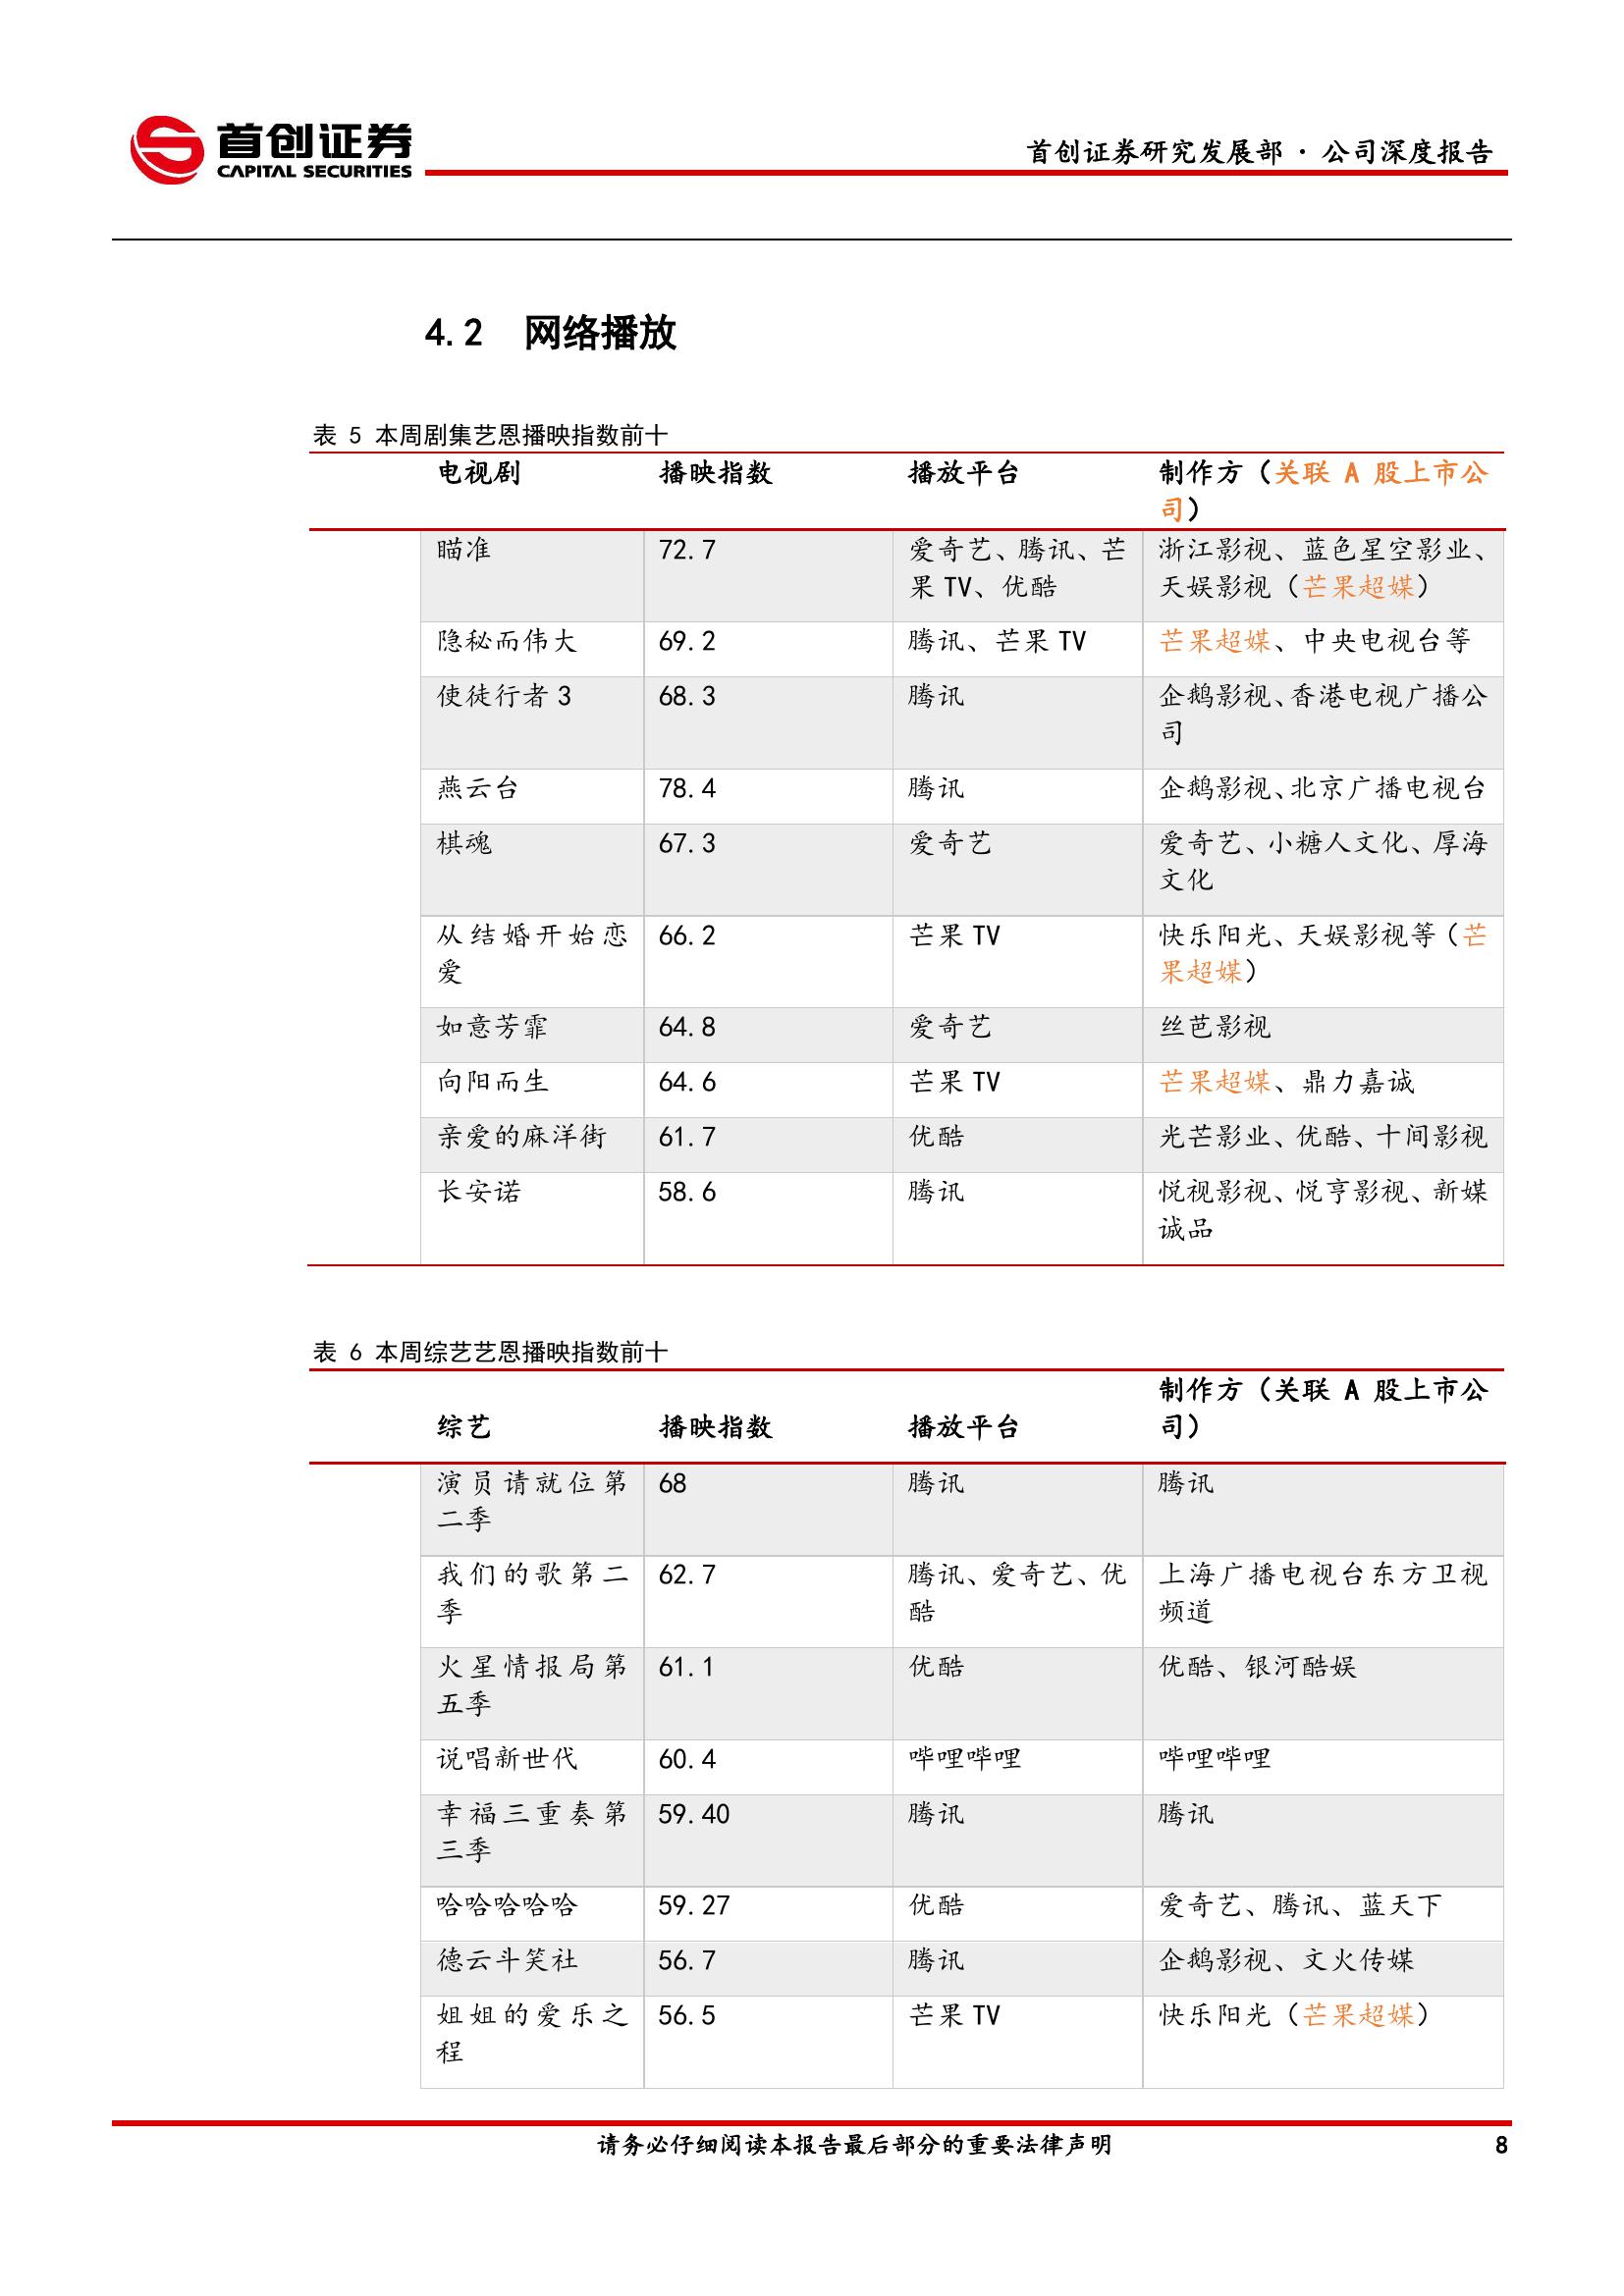 首创证券
CAPITAL SECURITIES
首创证券研究发展部 · 公司深度报告
4.2 网络播放
表 5 本周剧集艺恩播映指数前十
电视剧 播映指数 播放平台 制作方（关联 A 股上市公
司）
瞄准 72.7 爱奇艺、腾讯、芒 浙江影视、蓝色星空影业、
果 TV、优酷 天娱影视（芒果超媒）
隐秘而伟大 69.2 腾讯、芒果 TV 芒果超媒、中央电视台等
使徒行者 3 68.3 腾讯 企鹅影视、香港电视广播公
司
燕云台 78.4 腾讯 企鹅影视、北京广播电视台
棋魂 67.3 爱奇艺 爱奇艺、小糖人文化、厚海
文化
从结婚开始恋 66.2 芒果 TV 快乐阳光、天娱影视等（芒
爱 果超媒）
如意芳霏 64.8 爱奇艺 丝芭影视
向阳而生 64.6 芒果 TV 芒果超媒、鼎力嘉诚
亲爱的麻洋街 61.7 优酷 光芒影业、优酷、十间影视
长安诺 58.6 腾讯 悦视影视、悦亨影视、新媒
诚品
表 6 本周综艺艺恩播映指数前十
制作方（关联 A 股上市公
综艺 播映指数 播放平台 司）
演员请就位第 68 腾讯 腾讯
二季
我们的歌第二 62.7 腾讯、爱奇艺、优 上海广播电视台东方卫视
季 酷 频道
火星情报局第 61.1 优酷 优酷、银河酷娱
五季
说唱新世代 60.4 哔哩哔哩 哔哩哔哩
幸福三重奏第 59.40 腾讯 腾讯
三季
哈哈哈哈哈 59.27 优酷 爱奇艺、腾讯、蓝天下
德云斗笑社 56.7 腾讯 企鹅影视、文火传媒
姐姐的爱乐之 56.5 芒果 TV 快乐阳光（芒果超媒）
程
请务必仔细阅读本报告最后部分的重要法律声明 8